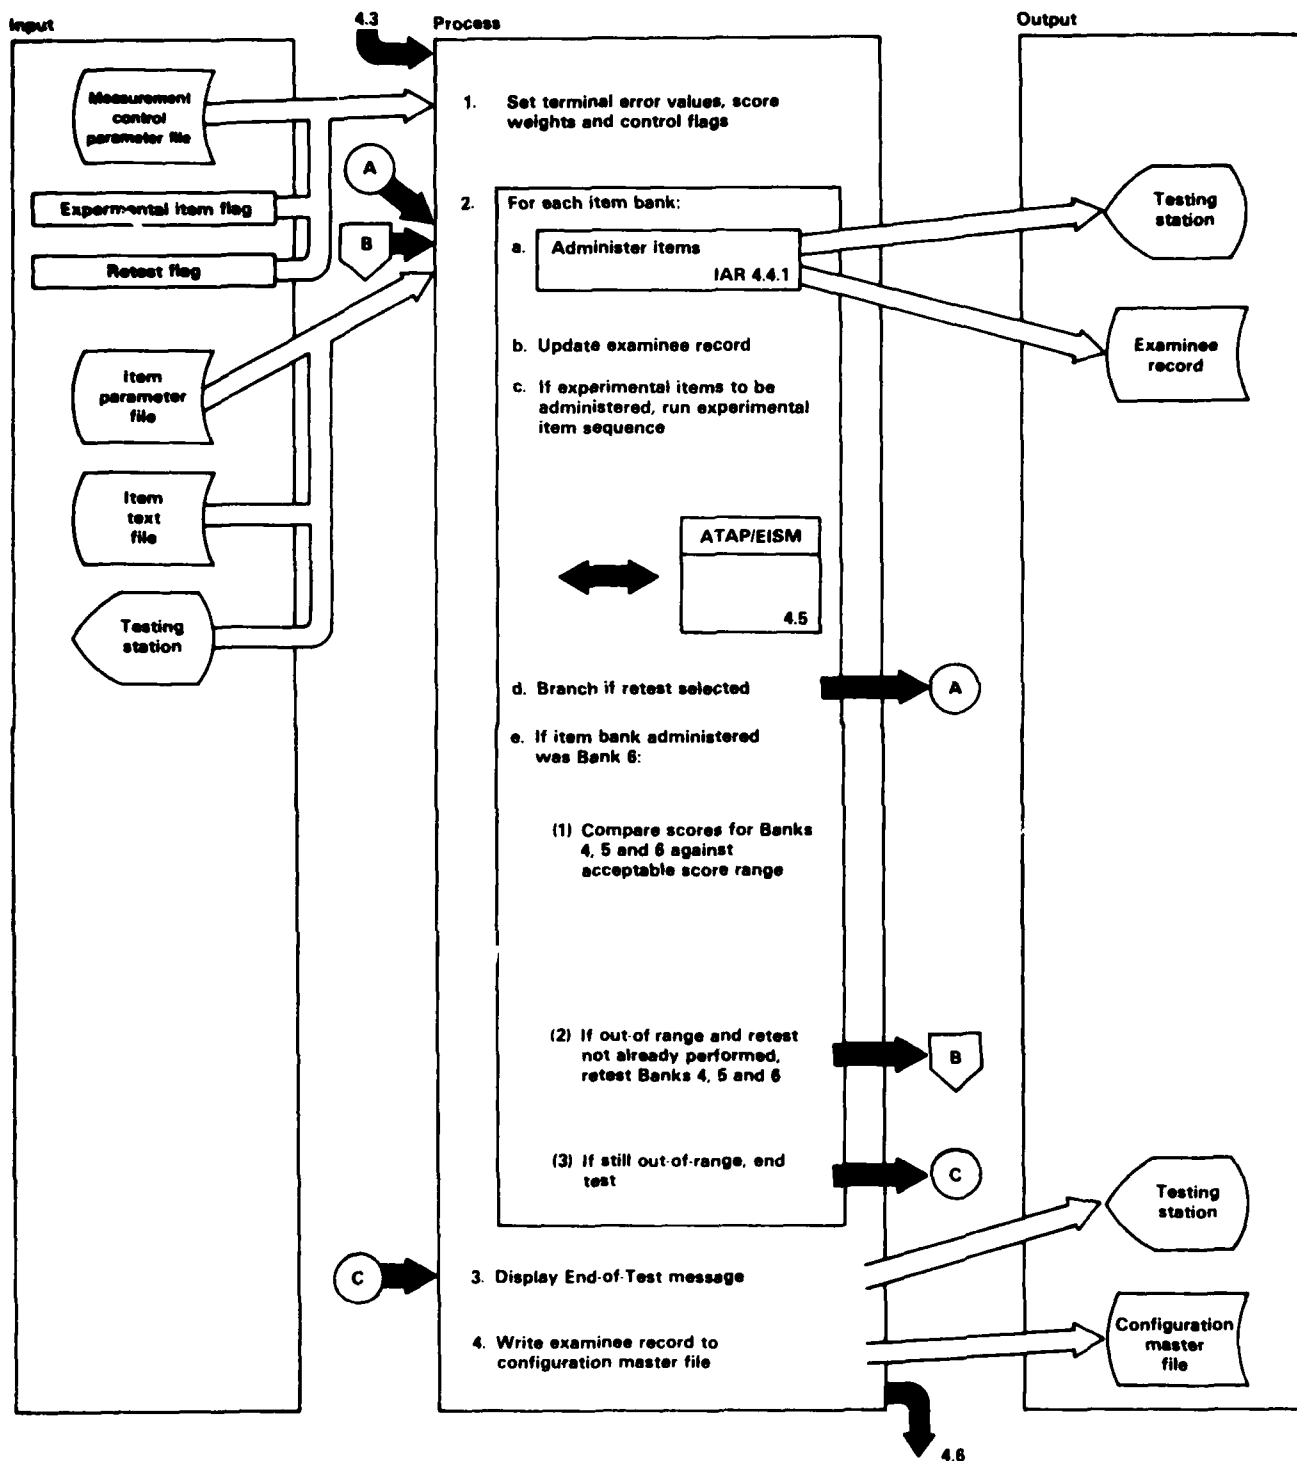 Input
4.3
Process
Output
Measurement
control
parameter file
Experimental item flag
Retest flag
Item
parameter
file
Item
text
file
Testing
station
A
B
1. Set terminal error values, score
weights and control flags
2. For each item bank:
a. Administer items
IAR 4.4.1
b. Update examinee record
c. If experimental items to be
administered, run experimental
item sequence
ATAP/EISM
4.5
d. Branch if retest selected
A
e. If item bank administered
was Bank 6:
(1) Compare scores for Banks
4, 5 and 6 against
acceptable score range
(2) If out-of range and retest
not already performed,
retest Banks 4, 5 and 6
B
(3) If still out-of-range, end
test
C
C
3. Display End-of-Test message
4. Write examinee record to
configuration master file
4.6
Testing
station
Examinee
record
Testing
station
Configuration
master
file